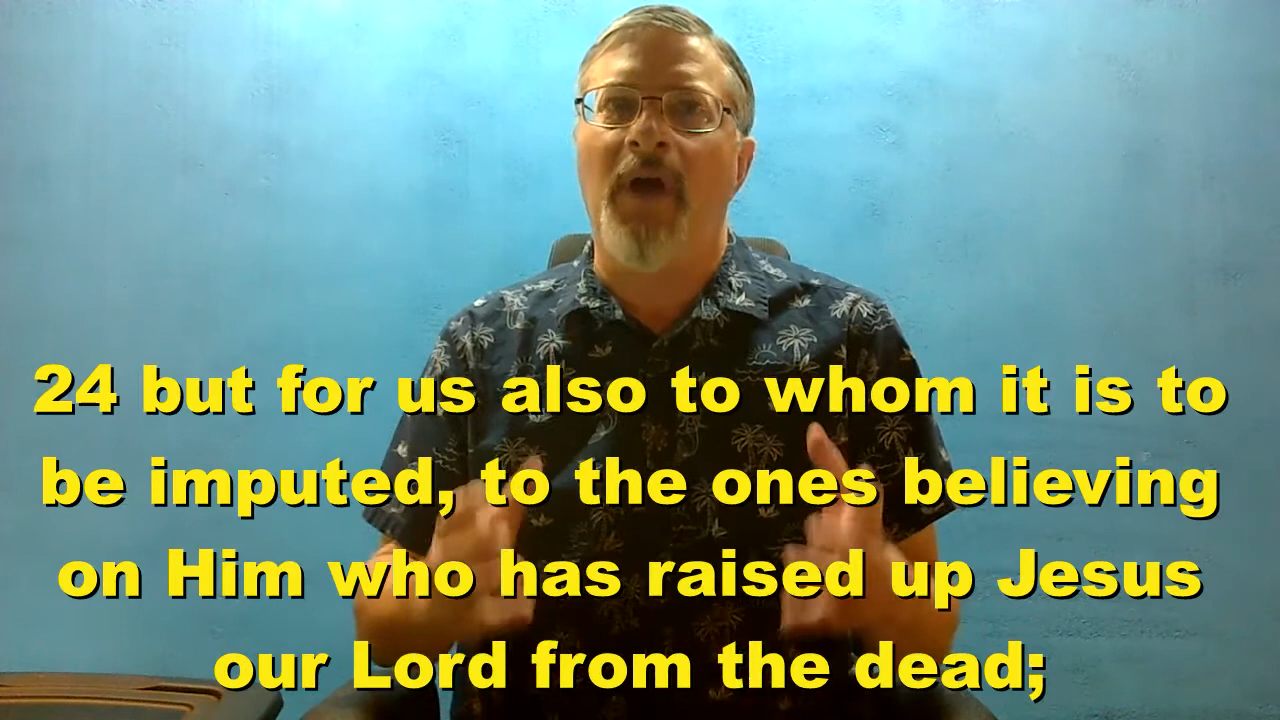 24 but for us also to whom it is to
be imputed, to the ones believing
on Him who has raised up Jesus
our Lord from the dead;